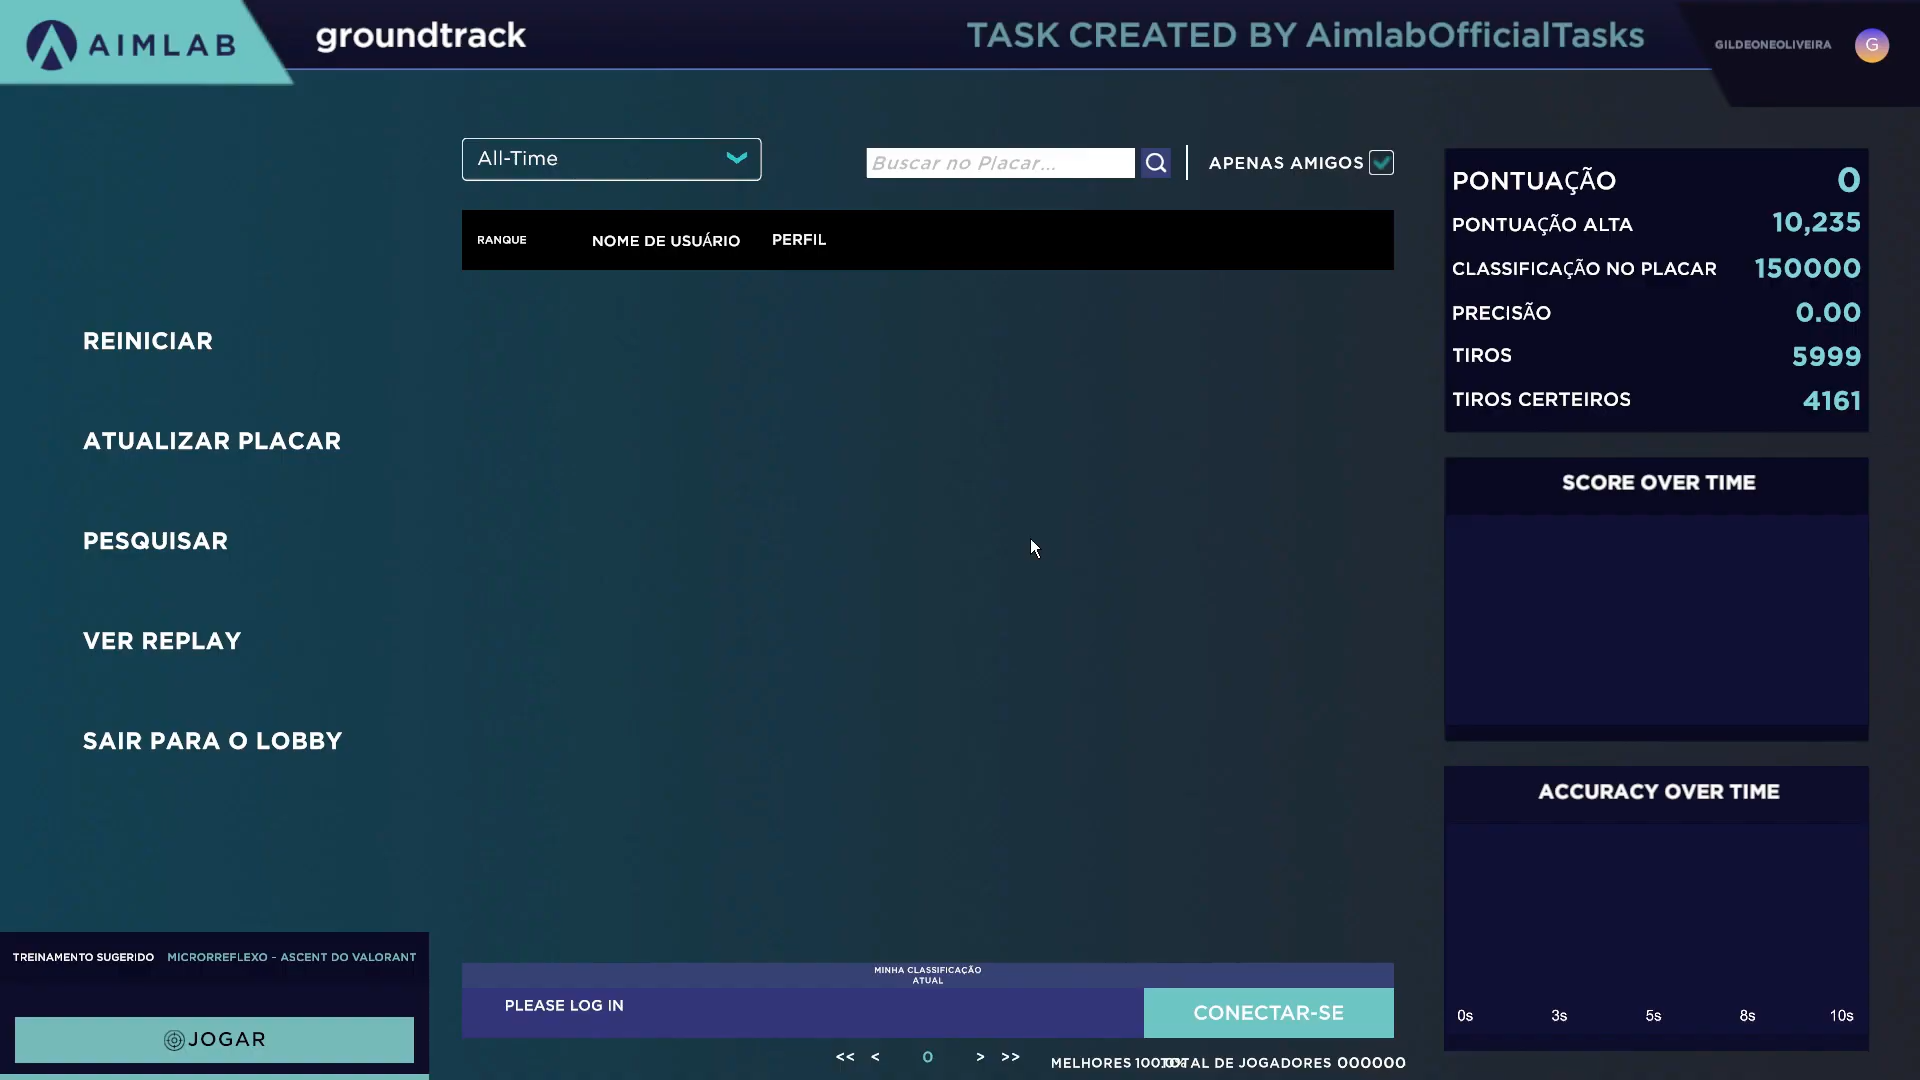 AIMLAB
groundtrack
TASK CREATED BY AimlabOfficialTasks
GILDEONEOLIVEIRA
G
All-Time
Buscar no Placar...
APENAS AMIGOS
RANQUE
NOME DE USUÁRIO
PERFIL
REINICIAR
ATUALIZAR PLACAR
PESQUISAR
VER REPLAY
SAIR PARA O LOBBY
PONTUAÇÃO 0
PONTUAÇÃO ALTA 10,235
CLASSIFICAÇÃO NO PLACAR 150000
PRECISÃO 0.00
TIROS 5999
TIROS CERTEIROS 4161
SCORE OVER TIME
ACCURACY OVER TIME
0s 3s 5s 8s 10s
TREINAMENTO SUGERIDO MICRORREFLEXO - ASCENT DO VALORANT
JOGAR
MINHA CLASSIFICAÇÃO
ATUAL
PLEASE LOG IN
CONECTAR-SE
<< < 0 > >>
MELHORES 100.0% TOTAL DE JOGADORES 000000